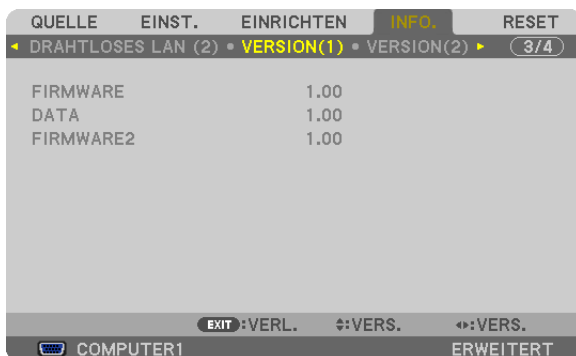 QUELLE EINST. EINRICHTEN INFO. RESET
◂ DRAHTLOSES LAN (2) • VERSION(1) • VERSION(2) ▸ 3/4
FIRMWARE 1.00
DATA 1.00
FIRMWARE2 1.00
EXIT:VERL. ♦:VERS. ◂▸:VERS.
COMPUTER1 ERWEITERT